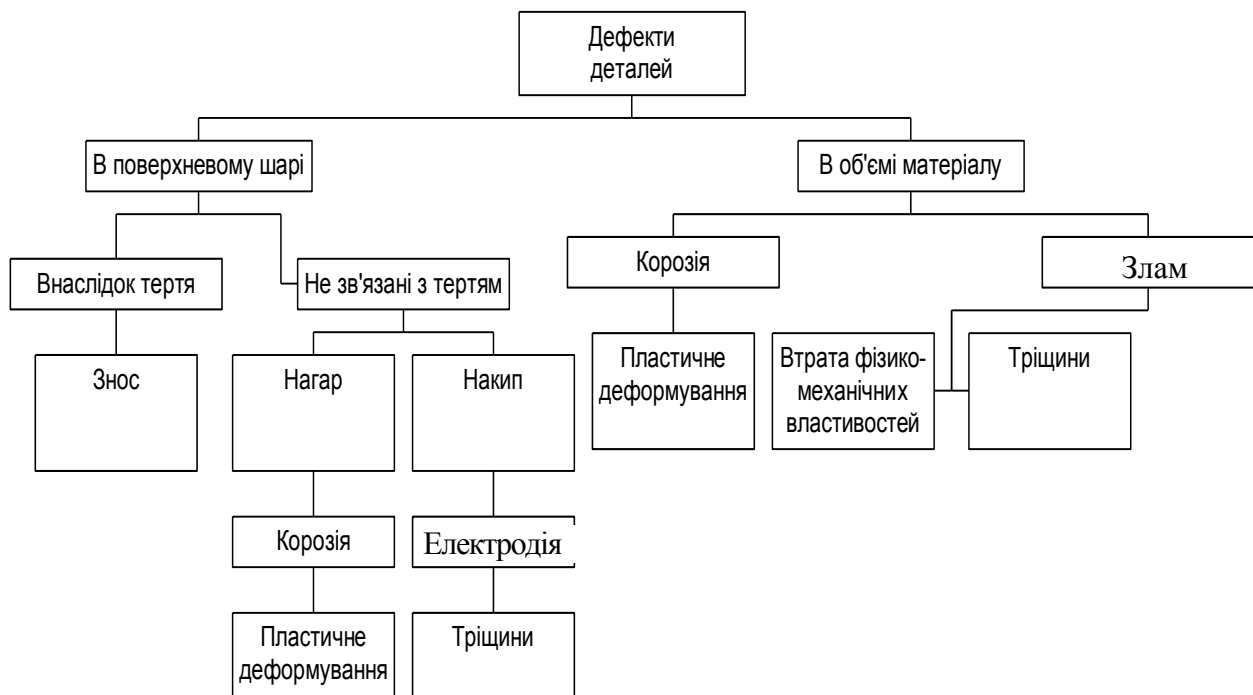 Дефекти
деталей
В поверхневому шарі
В об'ємі матеріалу
Внаслідок тертя
Не зв'язані з тертям
Корозія
Злам
Знос
Нагар
Накип
Пластичне
деформування
Втрата фізико-
механічних
властивостей
Тріщини
Корозія
Електродія
Пластичне
деформування
Тріщини